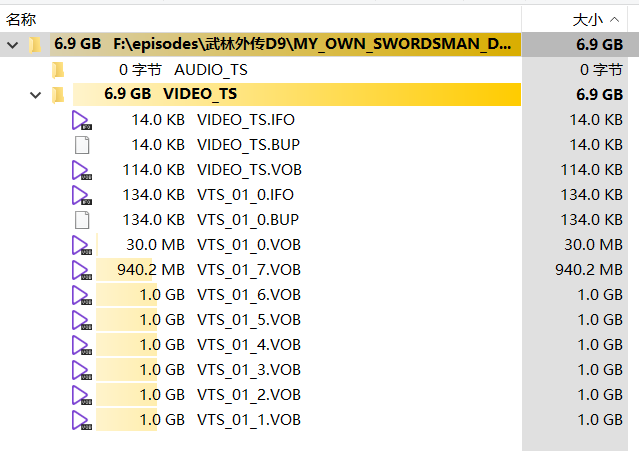 名称 大小
6.9 GB F:\episodes\武林外传D9\MY_OWN_SWORDSMAN_D... 6.9 GB
0 字节 AUDIO_TS 0 字节
6.9 GB VIDEO_TS 6.9 GB
14.0 KB VIDEO_TS.IFO 14.0 KB
14.0 KB VIDEO_TS.BUP 14.0 KB
114.0 KB VIDEO_TS.VOB 114.0 KB
134.0 KB VTS_01_0.IFO 134.0 KB
134.0 KB VTS_01_0.BUP 134.0 KB
30.0 MB VTS_01_0.VOB 30.0 MB
940.2 MB VTS_01_7.VOB 940.2 MB
1.0 GB VTS_01_6.VOB 1.0 GB
1.0 GB VTS_01_5.VOB 1.0 GB
1.0 GB VTS_01_4.VOB 1.0 GB
1.0 GB VTS_01_3.VOB 1.0 GB
1.0 GB VTS_01_2.VOB 1.0 GB
1.0 GB VTS_01_1.VOB 1.0 GB